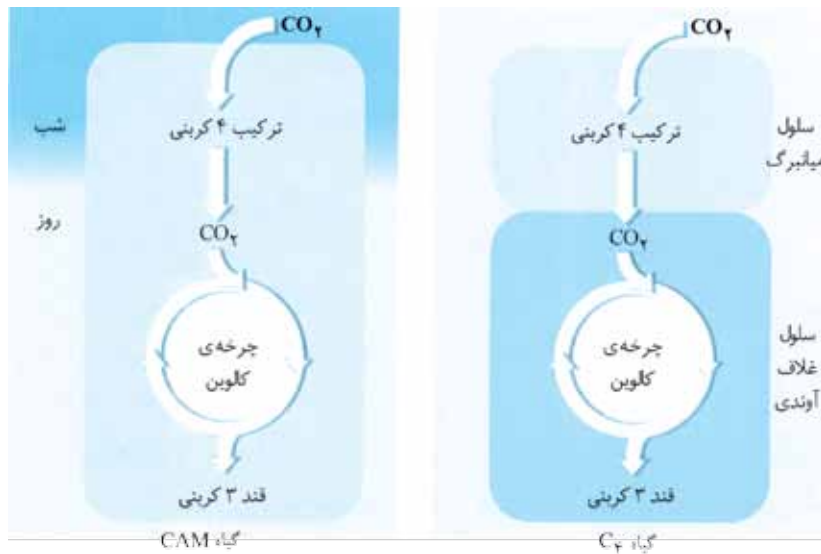 CO۲
ترکیب ۴ کربنی
سلول
میانبرگ
CO۲
چرخه‌ی
کالوین
سلول
غلاف
آوندی
قند ۳ کربنی
گیاه C۴
CO۲
ترکیب ۴ کربنی
شب
روز
CO۲
چرخه‌ی
کالوین
قند ۳ کربنی
گیاه CAM